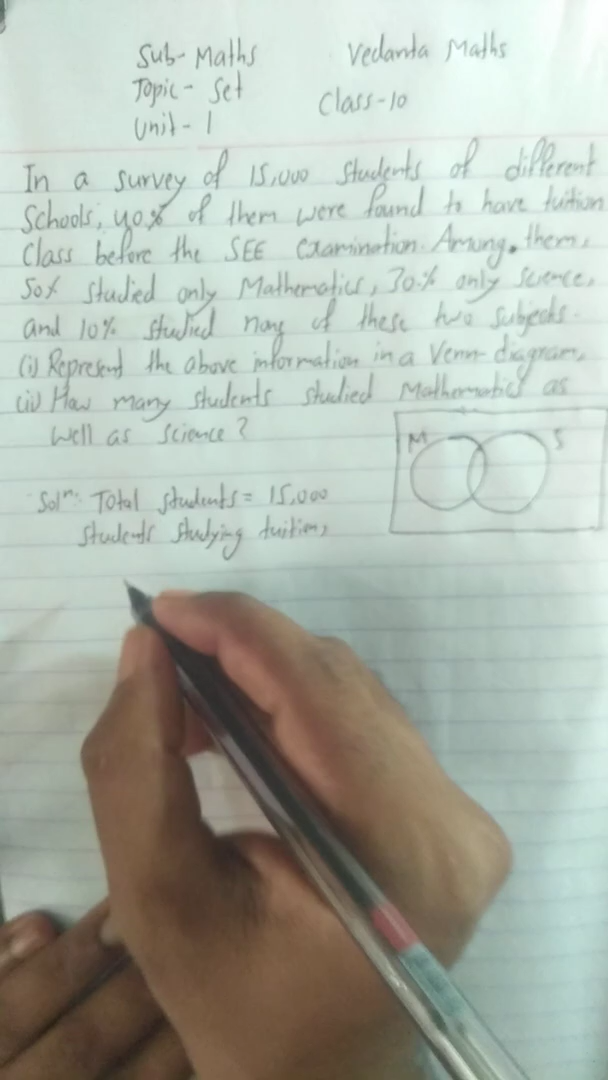 Sub- Maths Vedanta Maths
Topic- Set Class-10
Unit- 1
In a survey of 15,000 students of different
Schools, 40% of them were found to have tuition
Class before the SEE Examination. Among them,
50% studied only Mathematics, 30% only science,
and 10% studied none of these two subjects.
(i) Represent the above information in a Venn-diagram.
(ii) How many students studied Mathematics as
well as science?
M S
Solⁿ: Total students = 15,000
Students studying tuition,